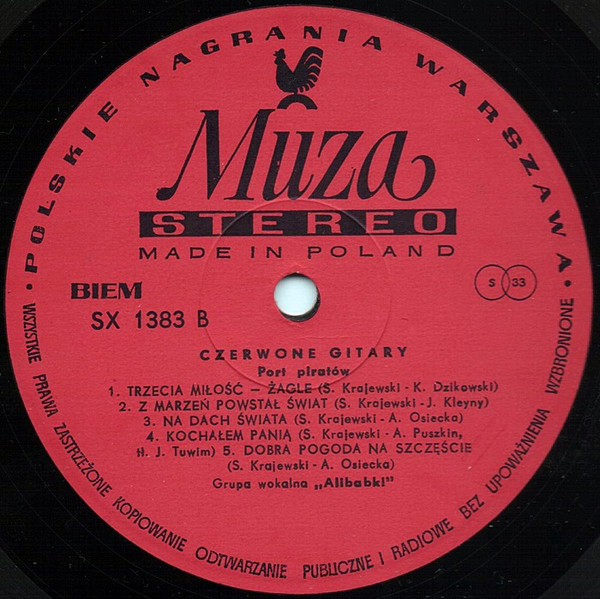 • POLSKIE NAGRANIA WARSZAWA •
Muza
STEREO
MADE IN POLAND
BIEM
SX 1383 B
S 33
CZERWONE GITARY
Port piratów
1. TRZECIA MIŁOŚĆ – ŻAGLE (S. Krajewski - K. Dzikowski)
2. Z MARZEŃ POWSTAŁ ŚWIAT (S. Krajewski - J. Kleyny)
3. NA DACH ŚWIATA (S. Krajewski - A. Osiecka)
4. KOCHAŁEM PANIĄ (S. Krajewski - A. Puszkin,
tł. J. Tuwim) 5. DOBRA POGODA NA SZCZĘŚCIE
(S. Krajewski - A. Osiecka)
Grupa wokalna „Alibabki"
WSZYSTKIE PRAWA ZASTRZEŻONE KOPIOWANIE ODTWARZANIE PUBLICZNE I RADIOWE BEZ UPOWAŻNIENIA WZBRONIONE